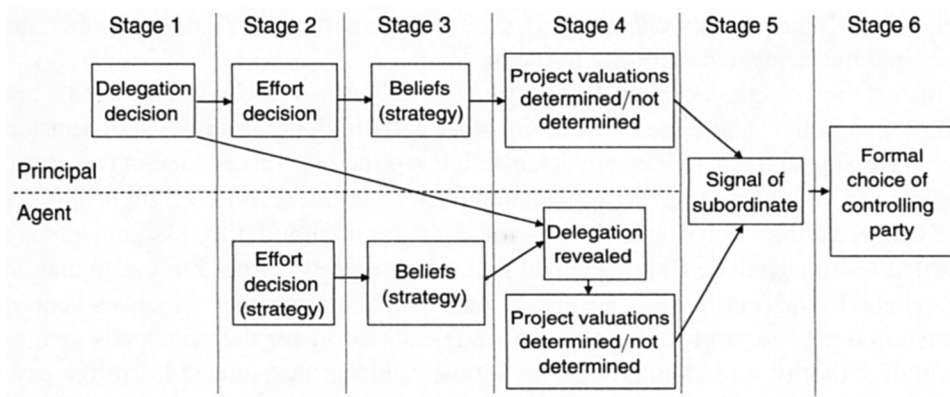 Stage 1
Stage 2
Stage 3
Stage 4
Stage 5
Stage 6
Delegation
decision
Effort
decision
Beliefs
(strategy)
Project valuations
determined/not
determined
Principal
Agent
Effort
decision
(strategy)
Beliefs
(strategy)
Delegation
revealed
Project valuations
determined/not
determined
Signal of
subordinate
Formal
choice of
controlling
party